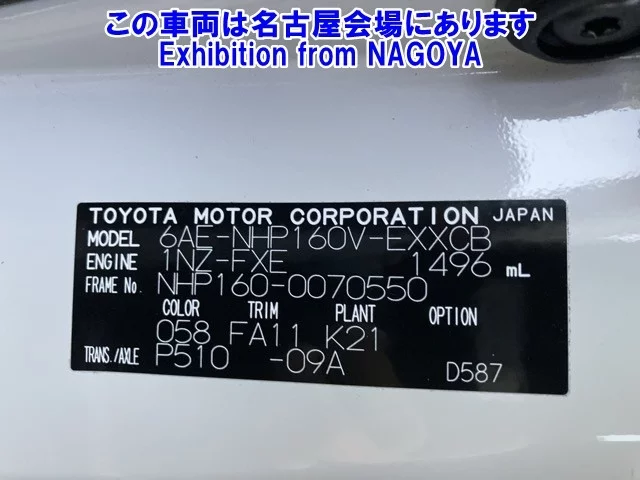 この車両は名古屋会場にあります
Exhibition from NAGOYA
TOYOTA MOTOR CORPORATION JAPAN
MODEL 6AE-NHP160V-EXXCB
ENGINE 1NZ-FXE 1496 mL
FRAME No. NHP160-0070550
COLOR TRIM PLANT OPTION
058 FA11 K21
TRANS./AXLE P510 -09A
D587